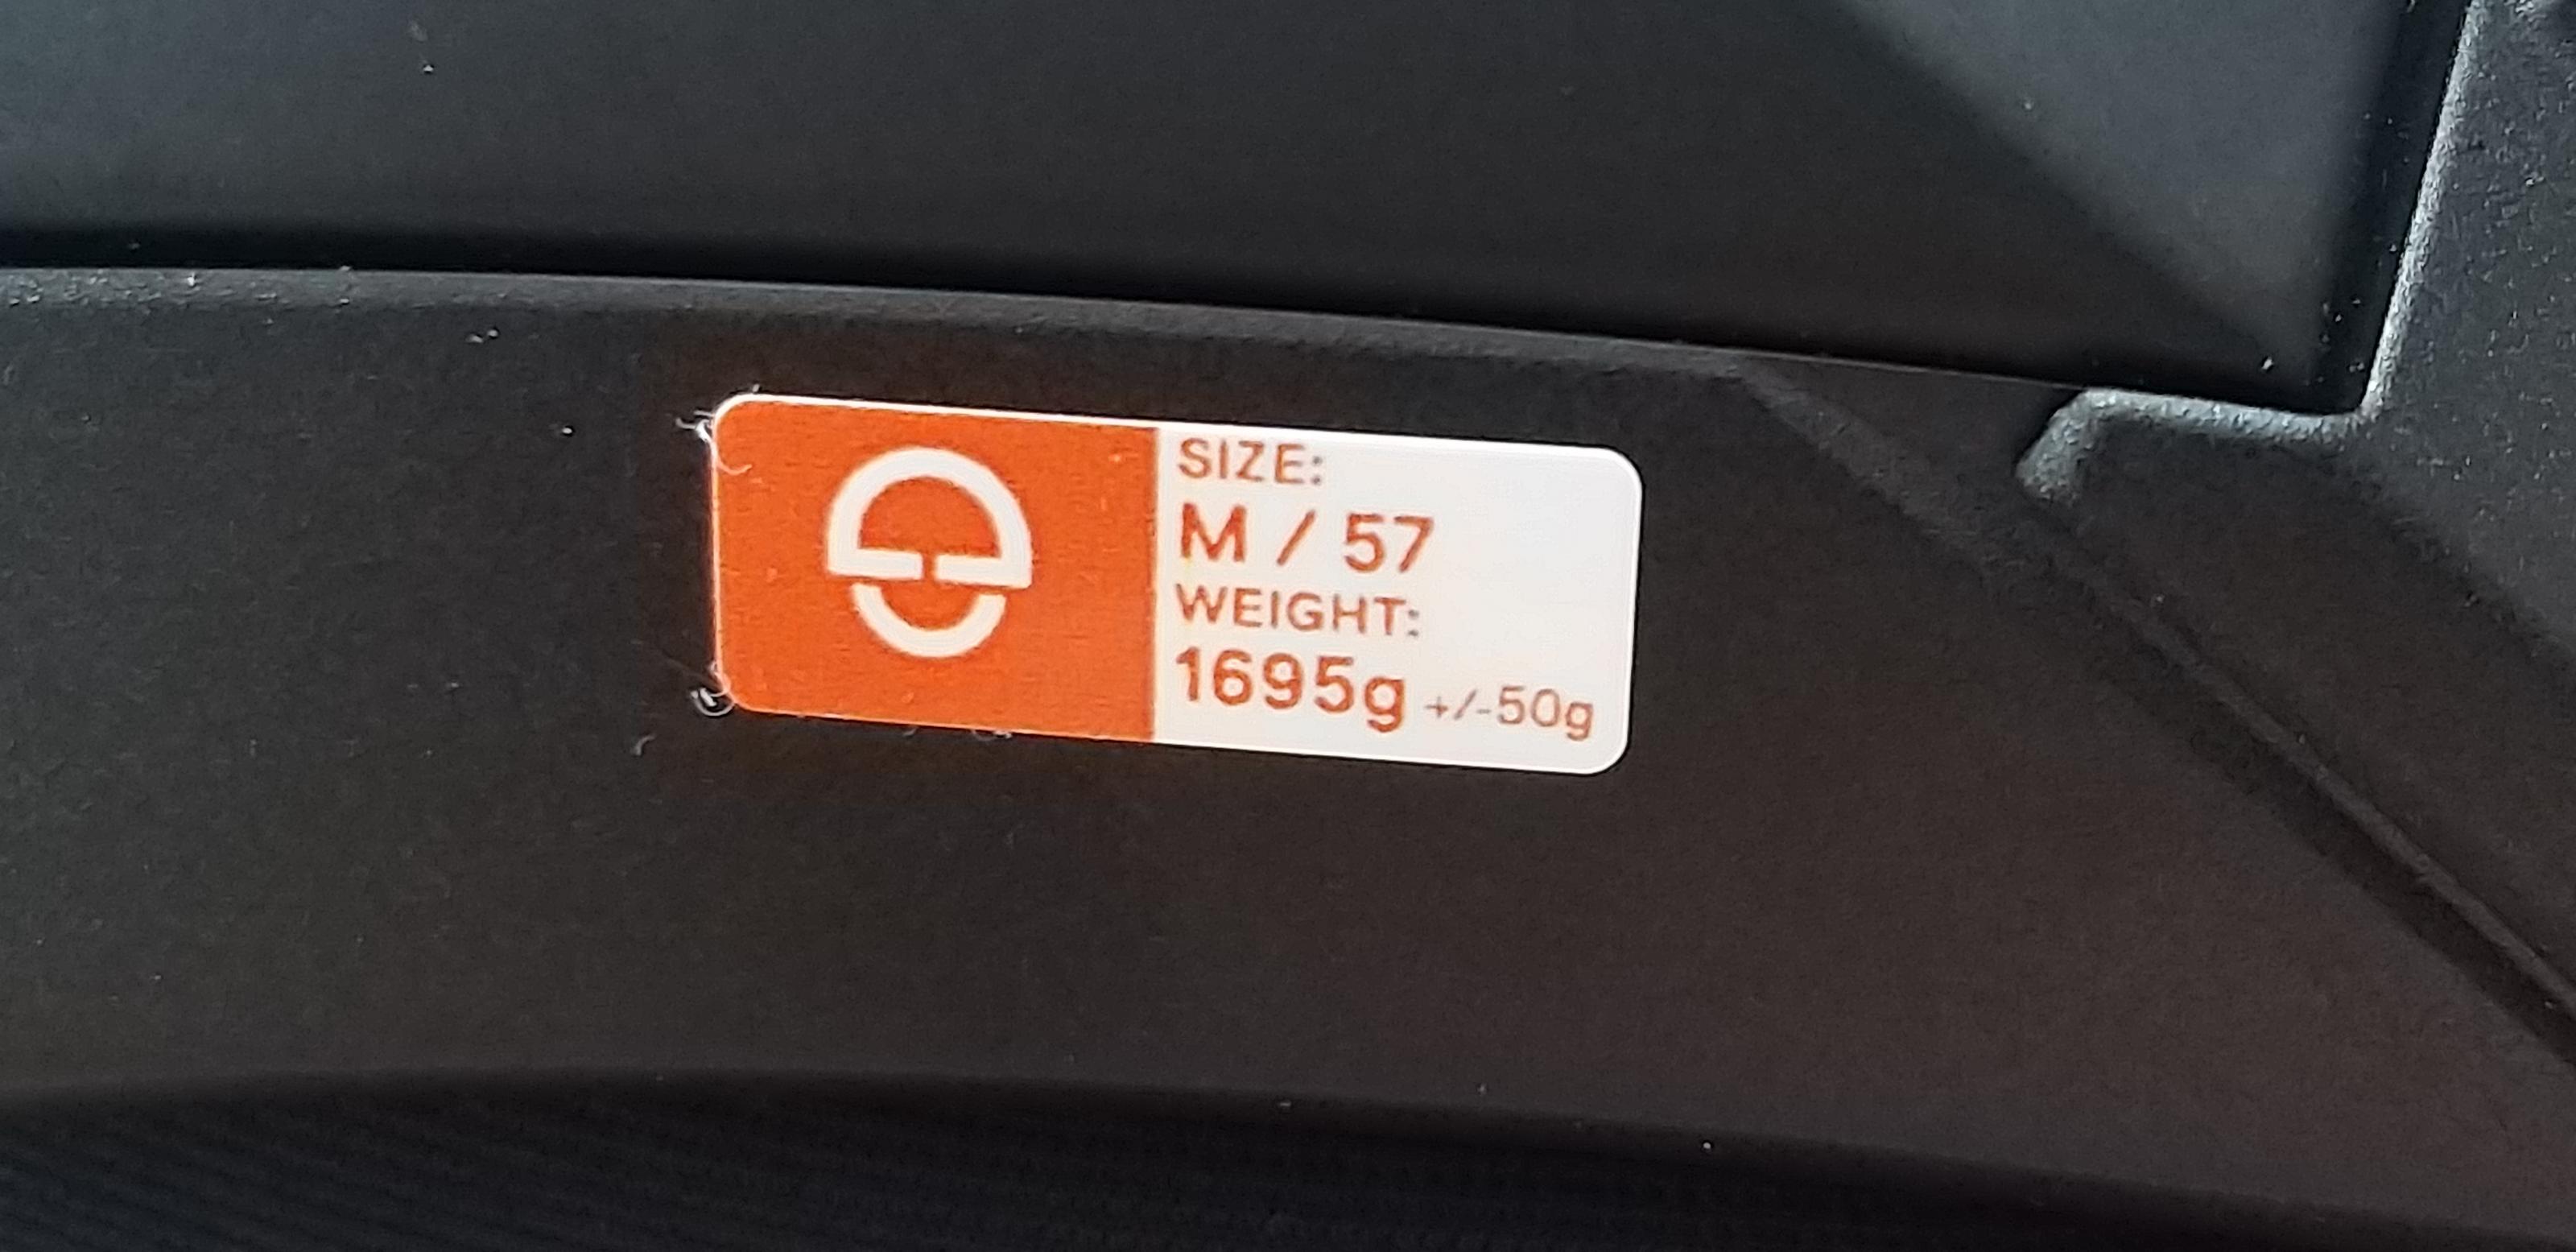 SIZE:
M / 57
WEIGHT:
1695g +/-50g